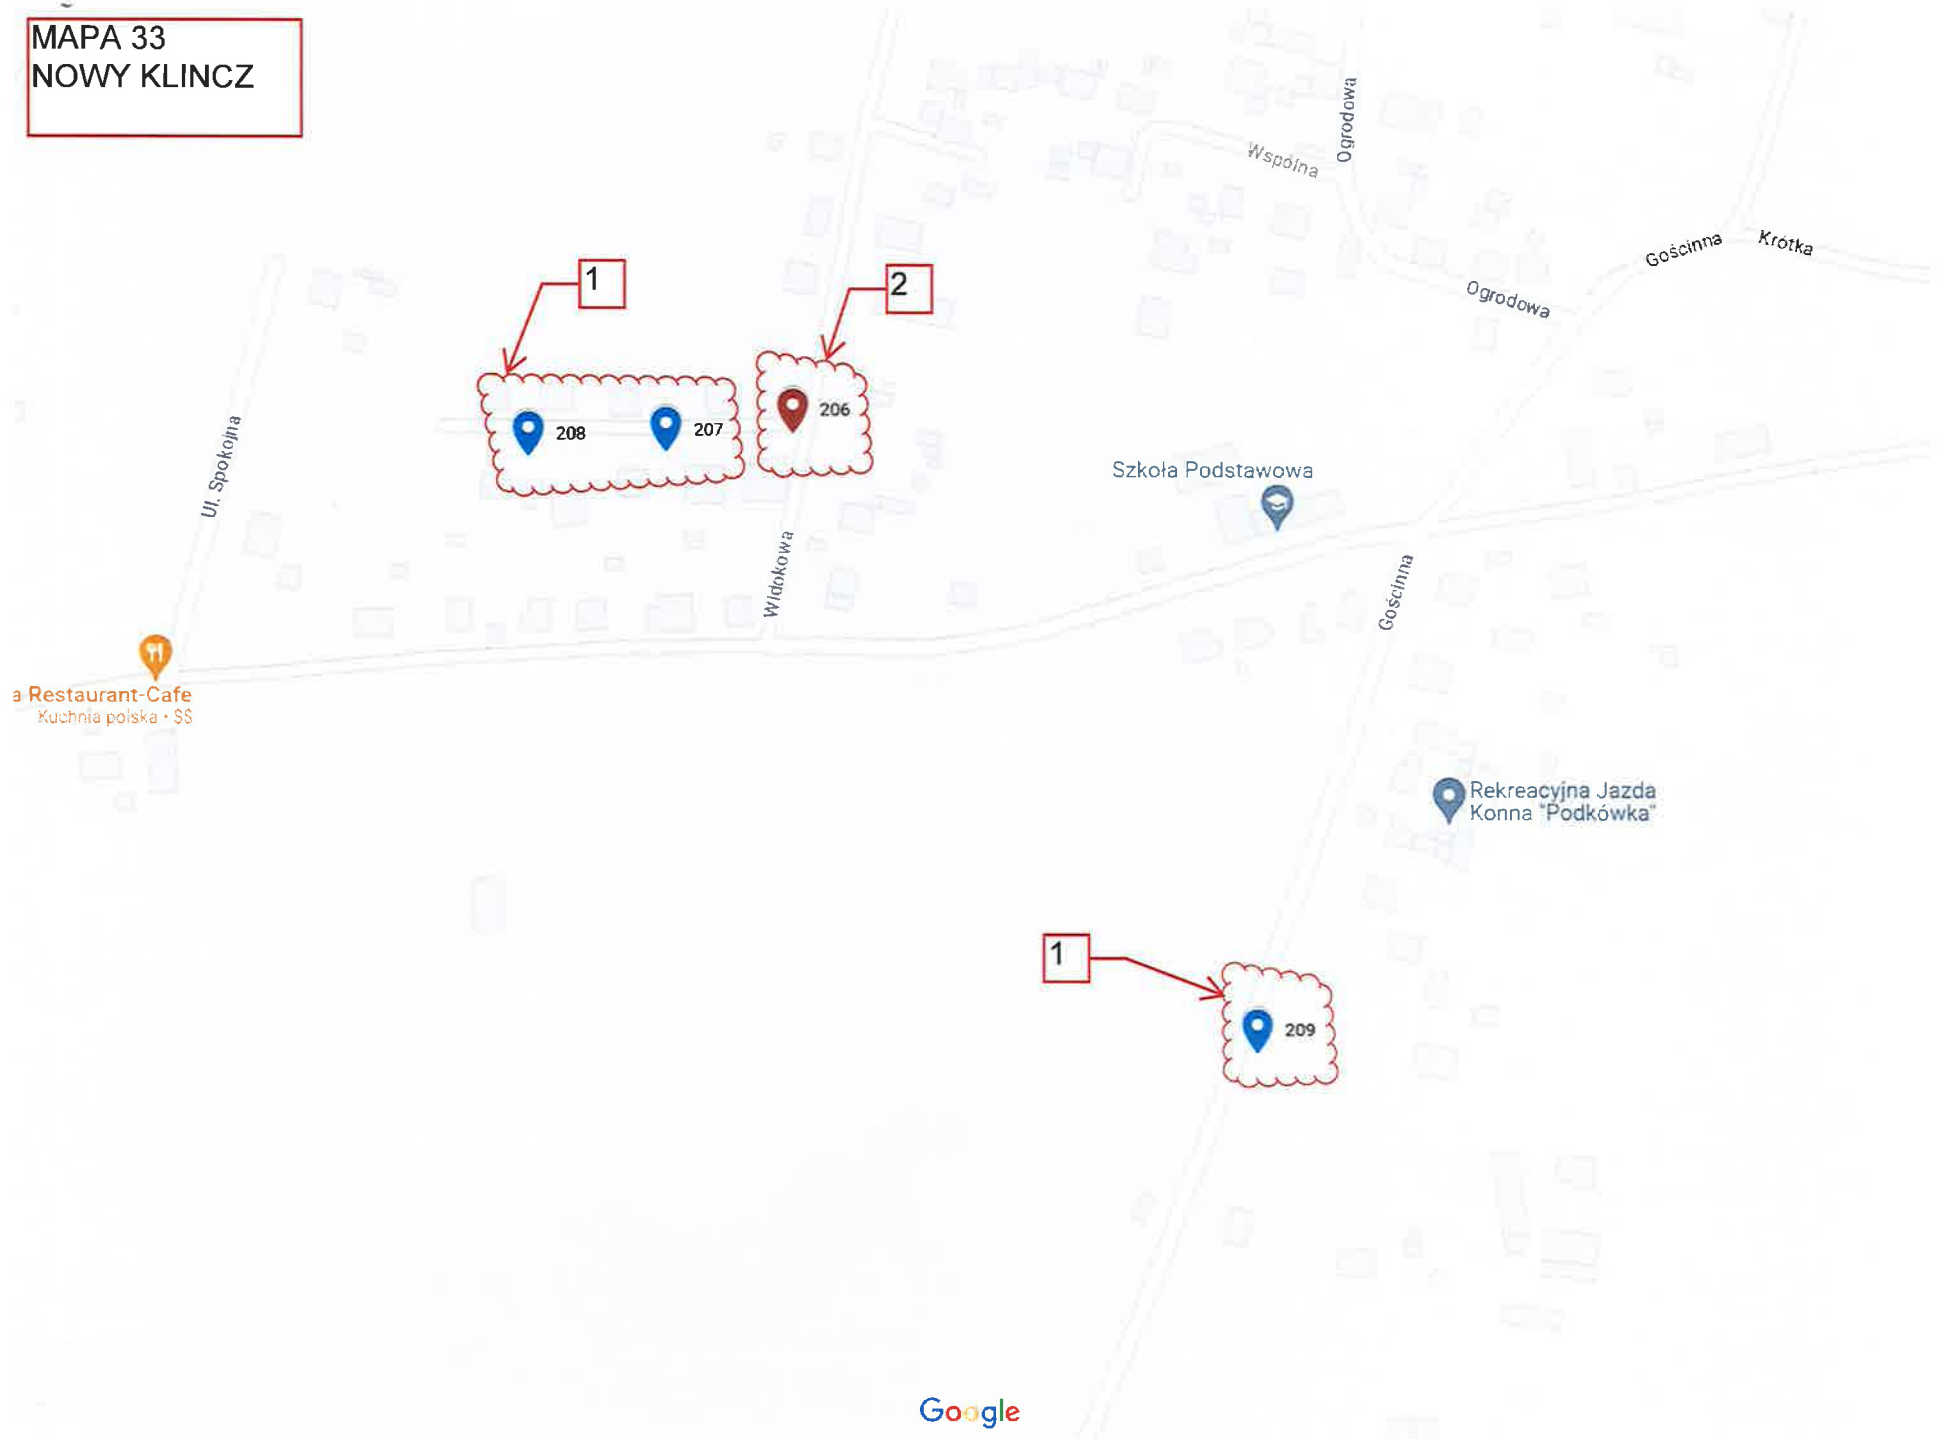 MAPA 33
NOWY KLINCZ
Ogrodowa
Wspólna
Gościnna
Krótka
1
2
Ogrodowa
206
208
207
Ul. Spokojna
Szkoła Podstawowa
Widokowa
Gościnna
a Restaurant-Cafe
Kuchnia polska · $$
Rekreacyjna Jazda
Konna "Podkówka"
1
209
Google